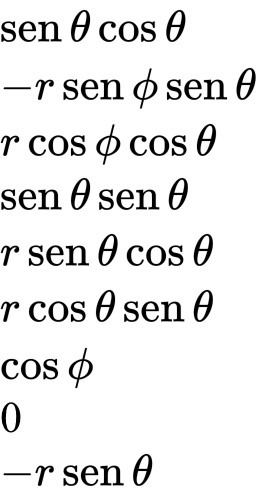 sen θ cos θ
−r sen ϕ sen θ
r cos ϕ cos θ
sen θ sen θ
r sen θ cos θ
r cos θ sen θ
cos ϕ
0
−r sen θ